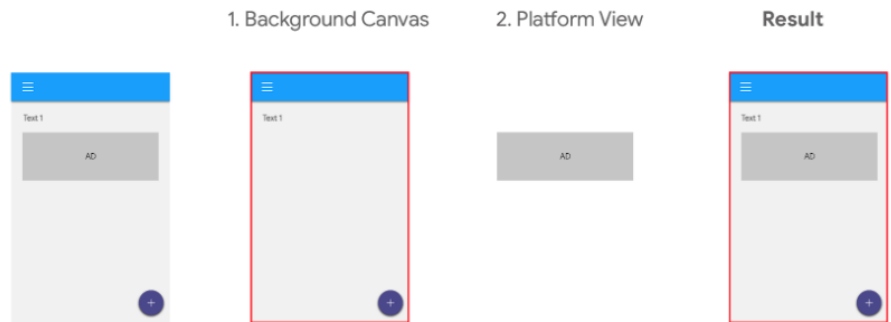 1. Background Canvas
2. Platform View
Result
Text 1
AD
+
Text 1
+
AD
Text 1
AD
+